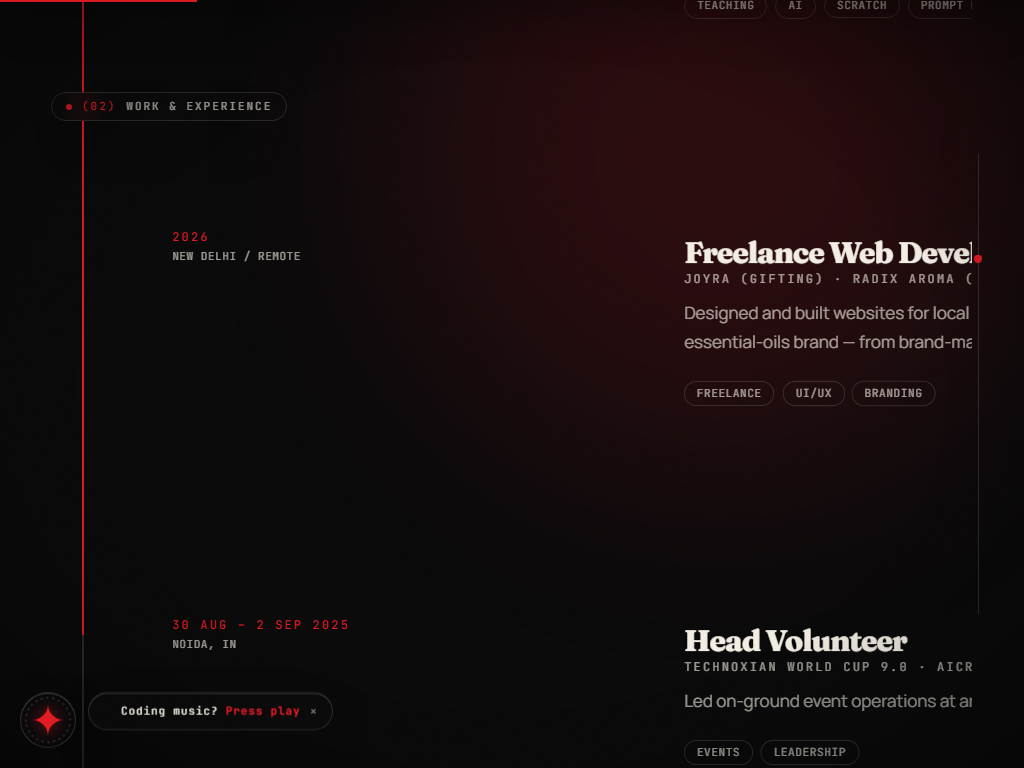 TEACHING AI SCRATCH PROMPT
(02) WORK & EXPERIENCE
2026
NEW DELHI / REMOTE
Freelance Web Devel
JOYRA (GIFTING) · RADIX AROMA (
Designed and built websites for local
essential-oils brand — from brand-ma
FREELANCE UI/UX BRANDING
30 AUG – 2 SEP 2025
NOIDA, IN
Head Volunteer
TECHNOXIAN WORLD CUP 9.0 · AICR
Led on-ground event operations at an
EVENTS LEADERSHIP
Coding music? Press play ×